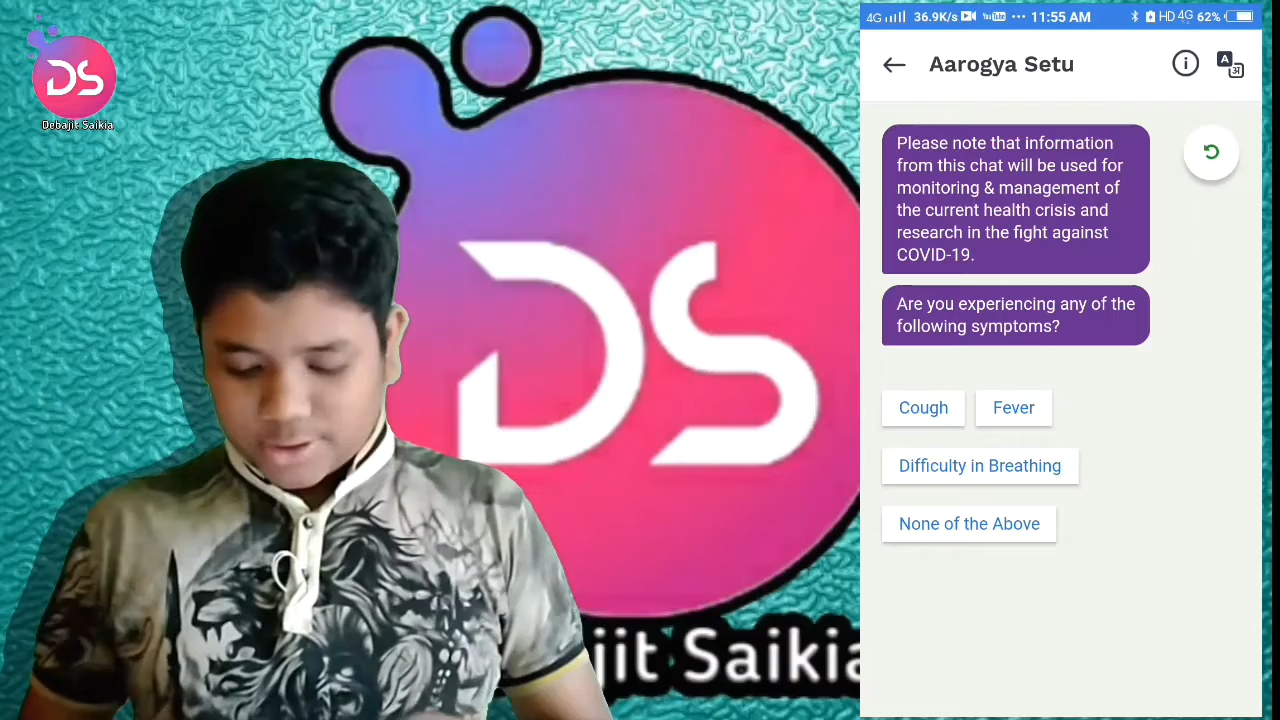 DS
Debajit Saikia
DS
jit Saikia
4G 36.9K/s YouTube ... 11:55 AM HD 4G 62%
Aarogya Setu
A अ
Please note that information
from this chat will be used for
monitoring & management of
the current health crisis and
research in the fight against
COVID-19.
Are you experiencing any of the
following symptoms?
Cough Fever
Difficulty in Breathing
None of the Above